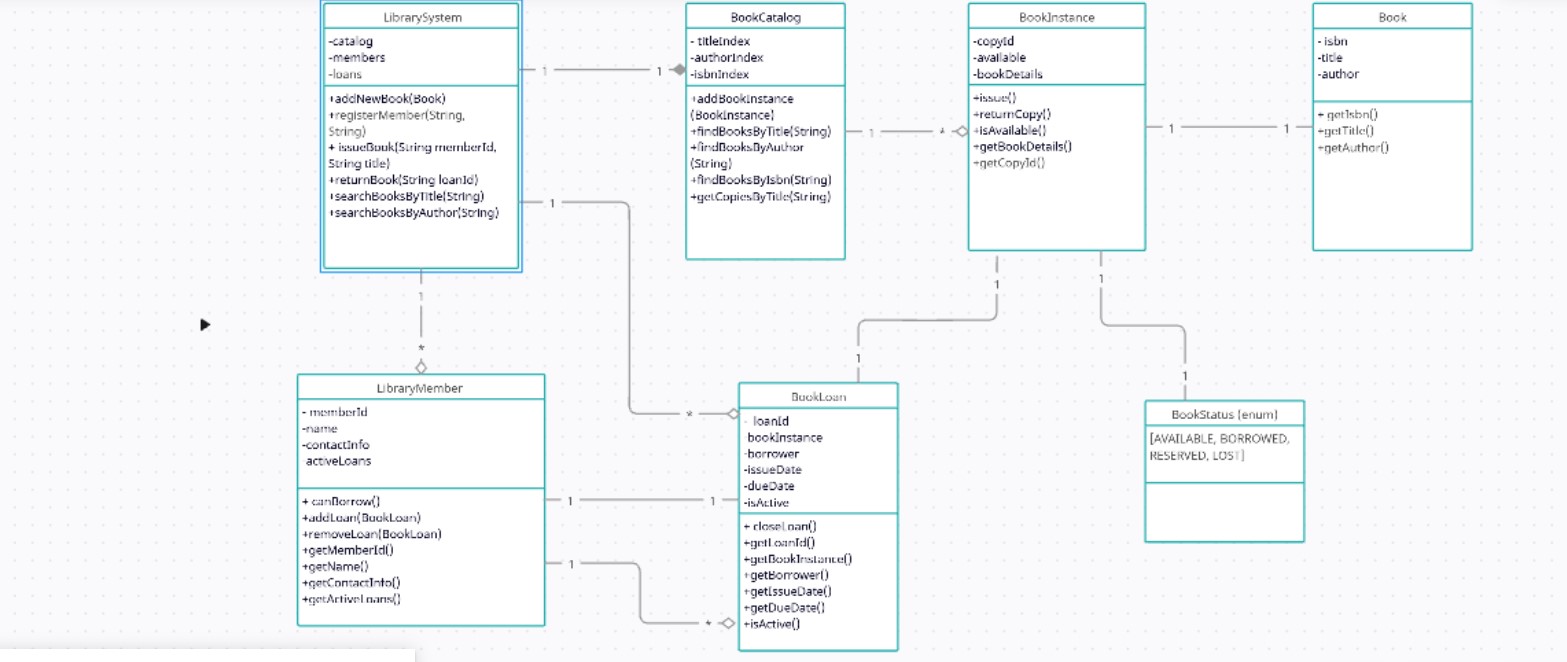 LibrarySystem
-catalog
-members
-loans
+addNewBook(Book)
+registerMember(String,
String)
+ issueBook(String memberId,
String title)
+returnBook(String loanId)
+searchBooksByTitle(String)
+searchBooksByAuthor(String)
1
1
BookCatalog
- titleIndex
-authorIndex
-isbnIndex
+addBookInstance
(BookInstance)
+findBooksByTitle(String)
+findBooksByAuthor
(String)
+findBooksByIsbn(String)
+getCopiesByTitle(String)
1
*
BookInstance
-copyId
-available
-bookDetails
+issue()
+returnCopy()
+isAvailable()
+getBookDetails()
+getCopyId()
1
1
Book
- isbn
-title
-author
+ getIsbn()
+getTitle()
+getAuthor()
1
*
1
*
1
1
1
1
LibraryMember
- memberId
-name
-contactInfo
activeLoans
+ canBorrow()
+addLoan(BookLoan)
+removeLoan(BookLoan)
+getMemberId()
+getName()
+getContactInfo()
+getActiveLoans()
1
1
1
*
BookLoan
- loanId
-bookInstance
-borrower
-issueDate
-dueDate
-isActive
+ closeLoan()
+getLoanId()
+getBookInstance()
+getBorrower()
+getIssueDate()
+getDueDate()
+isActive()
BookStatus (enum)
[AVAILABLE, BORROWED,
RESERVED, LOST]